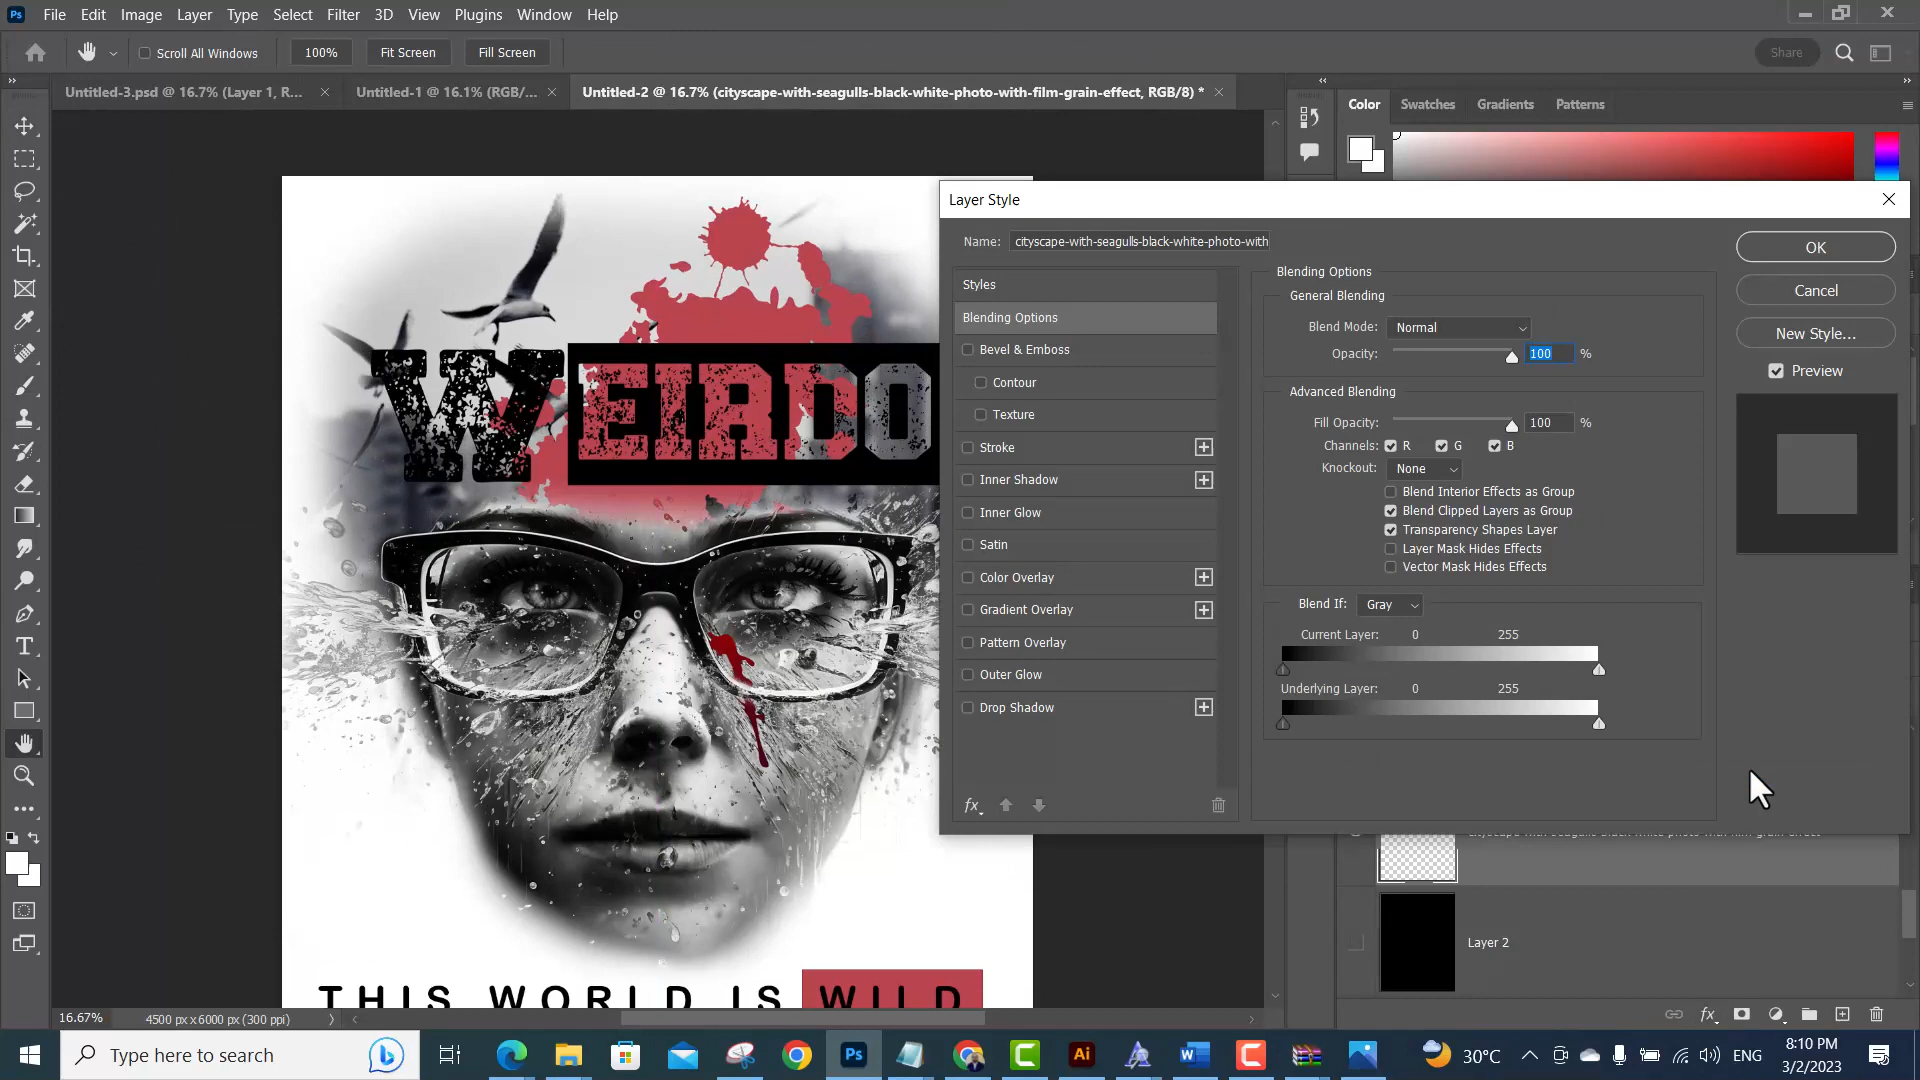 Ps File Edit Image Layer Type Select Filter 3D View Plugins Window Help
Scroll All Windows 100% Fit Screen Fill Screen Share
Untitled-3.psd @ 16.7% (Layer 1, R... Untitled-1 @ 16.1% (RGB/... Untitled-2 @ 16.7% (cityscape-with-seagulls-black-white-photo-with-film-grain-effect, RGB/8) *
Color Swatches Gradients Patterns
Layer Style
Name: cityscape-with-seagulls-black-white-photo-with
OK
Cancel
New Style...
Preview
Styles
Blending Options
Bevel & Emboss
Contour
Texture
Stroke
Inner Shadow
Inner Glow
Satin
Color Overlay
Gradient Overlay
Pattern Overlay
Outer Glow
Drop Shadow
fx
Blending Options
General Blending
Blend Mode: Normal
Opacity: 100 %
Advanced Blending
Fill Opacity: 100 %
Channels: R G B
Knockout: None
Blend Interior Effects as Group
Blend Clipped Layers as Group
Transparency Shapes Layer
Layer Mask Hides Effects
Vector Mask Hides Effects
Blend If: Gray
Current Layer: 0 255
Underlying Layer: 0 255
WEIRDO
THIS WORLD IS WILD
Layer 2
fx
16.67% 4500 px x 6000 px (300 ppi)
Type here to search
Ps
Ai
30°C
ENG
8:10 PM
3/2/2023